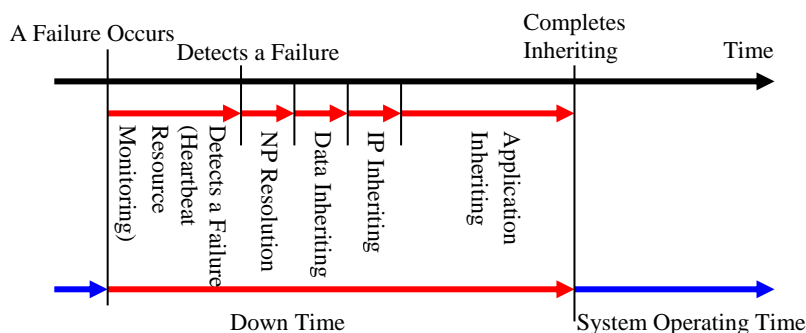 A Failure Occurs
Detects a Failure
Completes
Inheriting
Time
Detects a Failure
(Heartbeat
Resource
Monitoring)
NP Resolution
Data Inheriting
IP Inheriting
Application
Inheriting
Down Time
System Operating Time